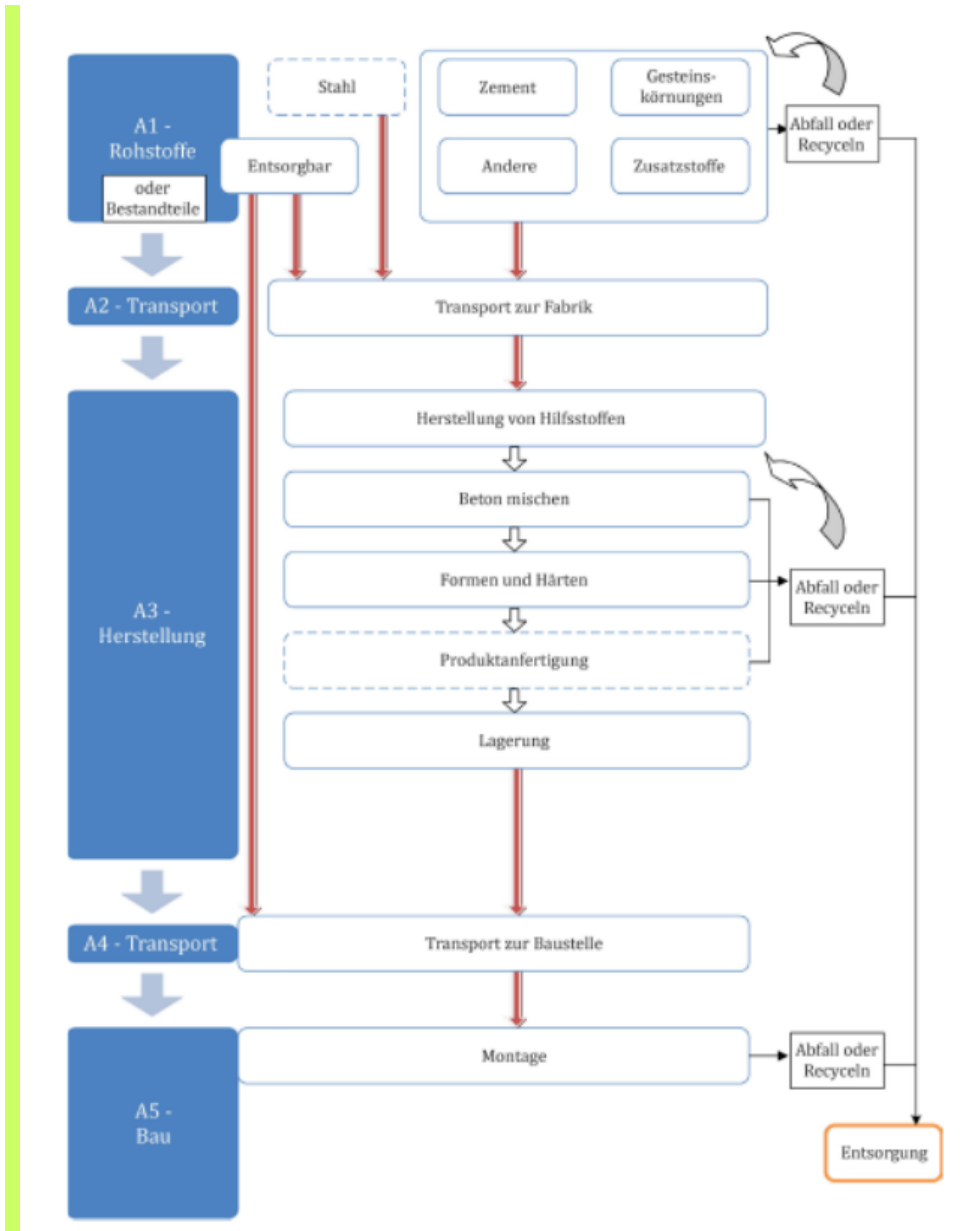 A1 -
Rohstoffe
oder
Bestandteile
Stahl
Entsorgbar
Zement
Gesteins-
körnungen
Andere
Zusatzstoffe
Abfall oder
Recyceln
A2 - Transport
Transport zur Fabrik
A3 -
Herstellung
Herstellung von Hilfsstoffen
Beton mischen
Formen und Härten
Produktanfertigung
Lagerung
Abfall oder
Recyceln
A4 - Transport
Transport zur Baustelle
A5 -
Bau
Montage
Abfall oder
Recyceln
Entsorgung